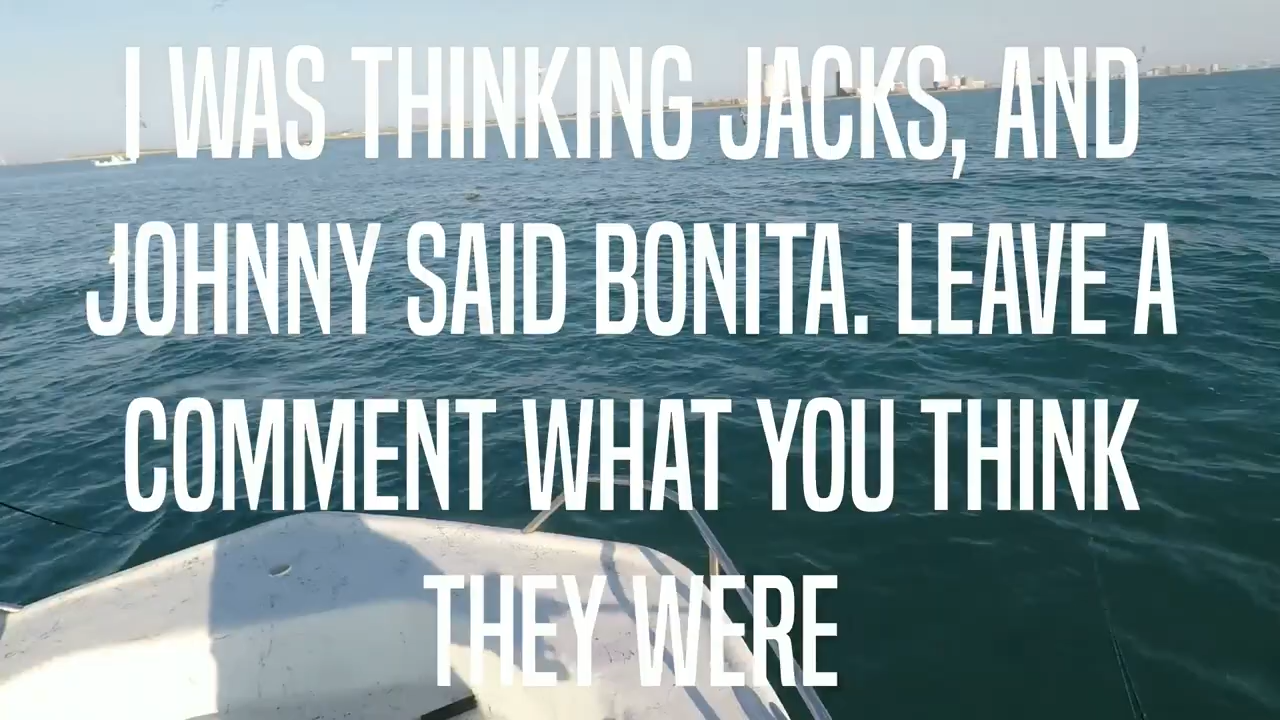 I WAS THINKING JACKS, AND
JOHNNY SAID BONITA. LEAVE A
COMMENT WHAT YOU THINK
THEY WERE